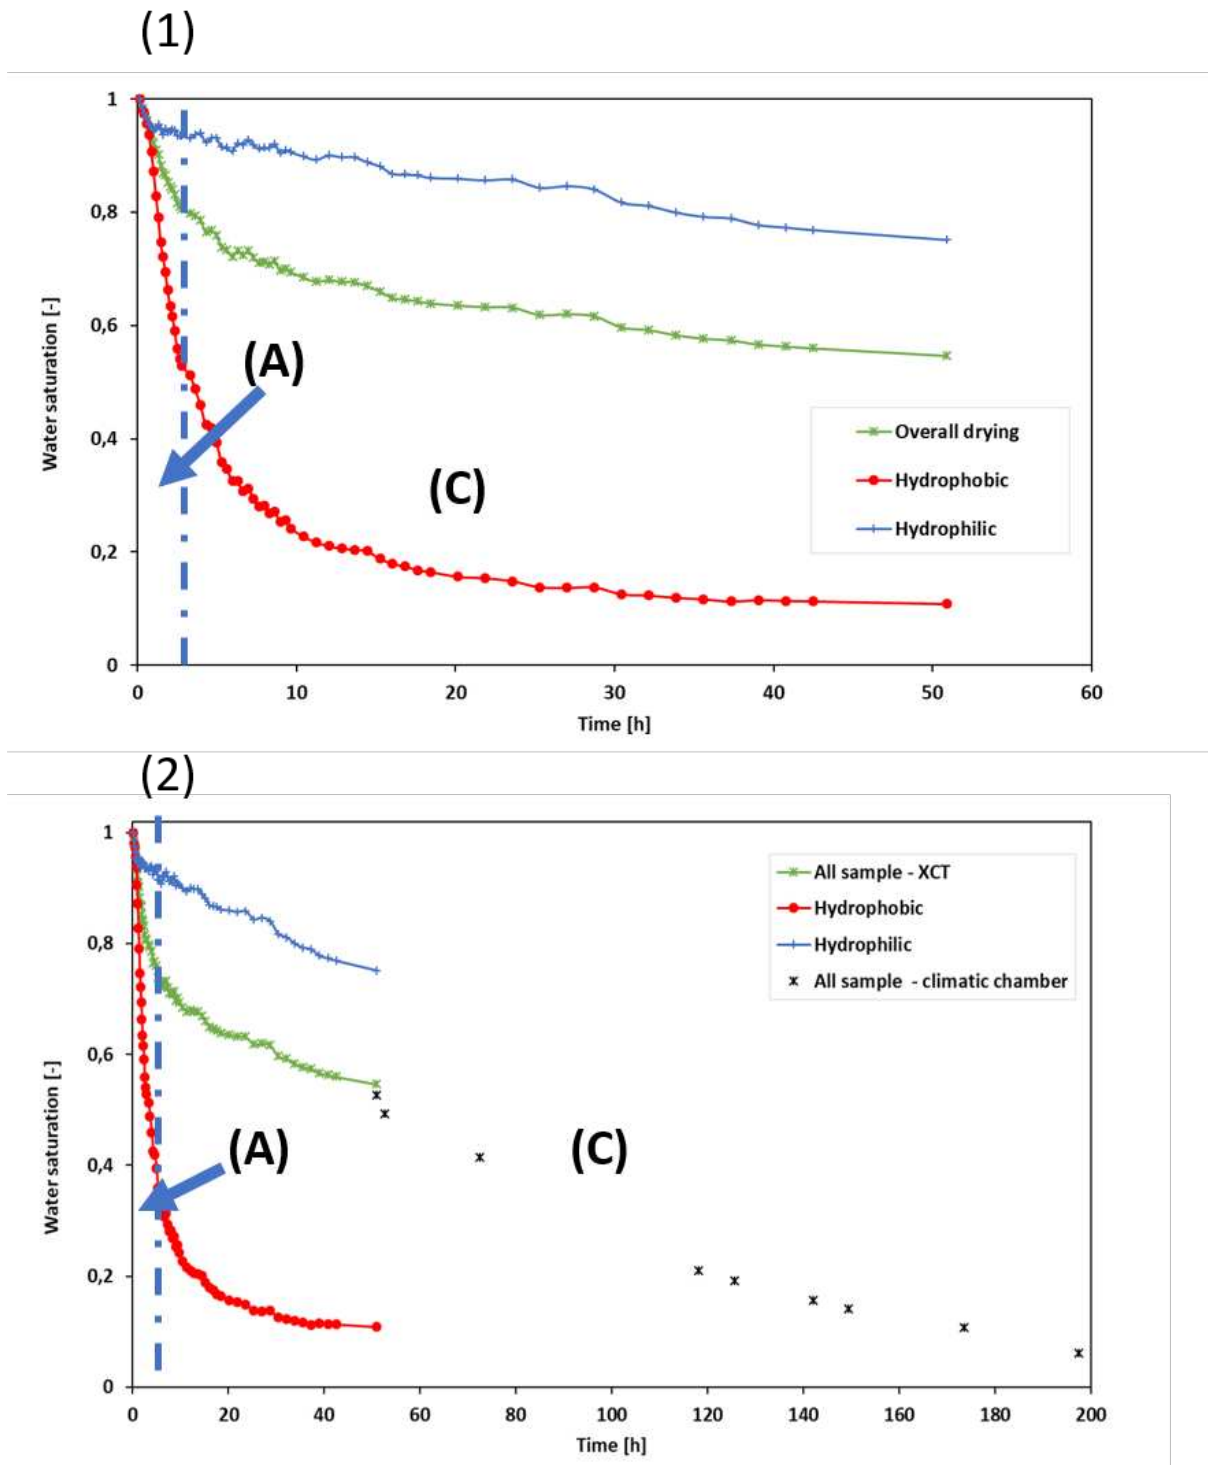 (1)
1
0,8
0,6
0,4
0,2
0
Water saturation [-]
(A)
(C)
Overall drying
Hydrophobic
Hydrophilic
0 10 20 30 40 50 60
Time [h]
(2)
1
0,8
0,6
0,4
0,2
0
Water saturation [-]
All sample - XCT
Hydrophobic
Hydrophilic
All sample - climatic chamber
(A)
(C)
0 20 40 60 80 100 120 140 160 180 200
Time [h]